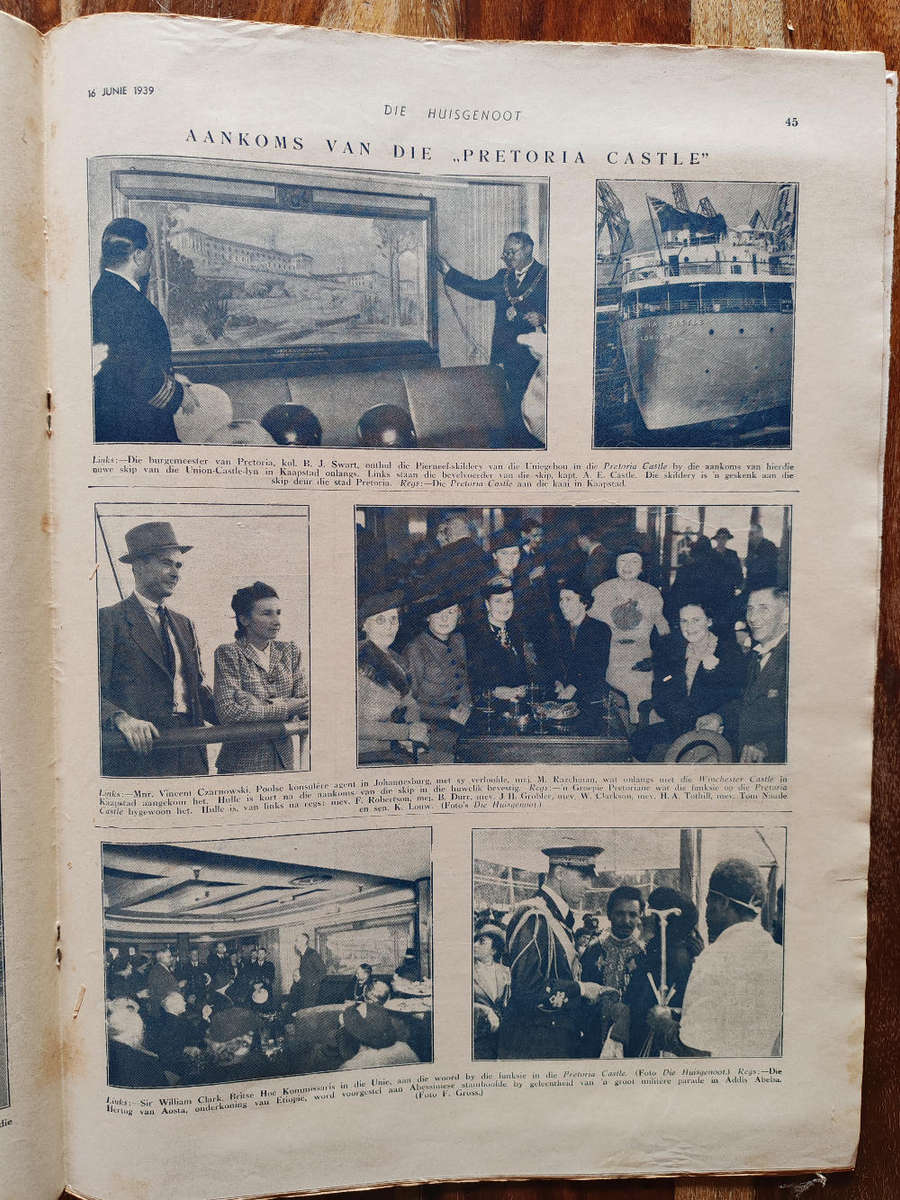 16 JUNIE 1939
DIE HUISGENOOT
45
AANKOMS VAN DIE „PRETORIA CASTLE”
Links:—Die burgemeester van Pretoria, kol. B. J. Swart, onthul die Pierneef-skildery van die Uniegebou in die Pretoria Castle by die aankoms van hierdie
nuwe skip van die Union-Castle-lyn in Kaapstad onlangs. Links staan die bevelvoerder van die skip, kapt. A. E. Castle. Die skildery is 'n geskenk aan die
skip deur die stad Pretoria. Regs:—Die Pretoria Castle aan die kaai in Kaapstad.
Links:—Mnr. Vincent Czarnowski, Poolse konsulêre agent in Johannesburg, met sy verloofde, mej. M. wat onlangs met die Winchester Castle in
Kaapstad aangekom het. Hulle is kort na die aankoms van die skip in die huwelik bevestig. Regs:—'n Groepie Pretoriane wat die funksie op die Pretoria
Castle bygewoon het. Hulle is, van links na regs: mev. F. Robertson, mej. B. Durr, mev. J. H. Grobler, mev. W. Clarkson, mev. H. A. Tothill, mev. Tom Naude
en sen. K. Louw. (Foto's Die Huisgenoot.)
Links:—Sir William Clark, Britse Hoë Kommissaris in die Unie, aan die woord by die funksie in die Pretoria Castle. (Foto Die Huisgenoot.) Regs:—Die
Hertog van Aosta, onderkoning van Etiopië, word voorgestel aan Abessiniese stamhoofde by geleentheid van 'n groot militêre parade in Addis Abeba.
(Foto F. Gross.)
die